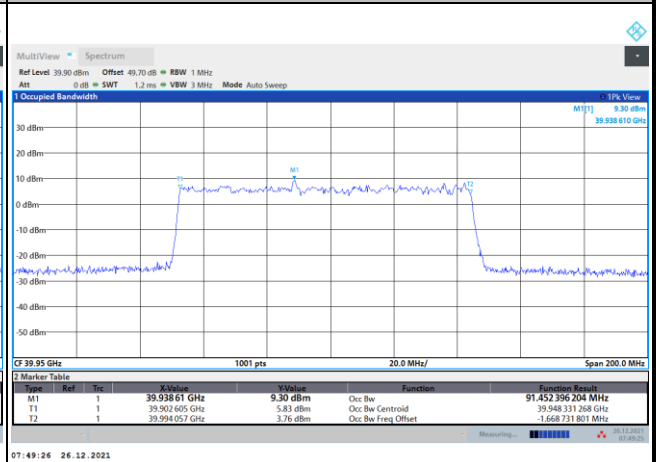 MultiView Spectrum
Ref Level 39.90 dBm Offset 49.70 dB RBW 1 MHz
Att 0 dB SWT 1.2 ms VBW 3 MHz Mode Auto Sweep
1 Occupied Bandwidth 1Pk View
M1[1] 9.30 dBm
39.938 610 GHz
30 dBm
20 dBm
M1
10 dBm
T1
T2
0 dBm
-10 dBm
-20 dBm
-30 dBm
-40 dBm
-50 dBm
CF 39.95 GHz 1001 pts 20.0 MHz/ Span 200.0 MHz
2 Marker Table
Type Ref Trc X-Value Y-Value Function Function Result
M1 1 39.93861 GHz 9.30 dBm Occ Bw 91.452 396 204 MHz
T1 1 39.902 605 GHz 5.83 dBm Occ Bw Centroid 39.948 331 268 GHz
T2 1 39.994 057 GHz 3.76 dBm Occ Bw Freq Offset -1.668 731 801 MHz
Measuring... 26.12.2021
07:49:25
07:49:26 26.12.2021